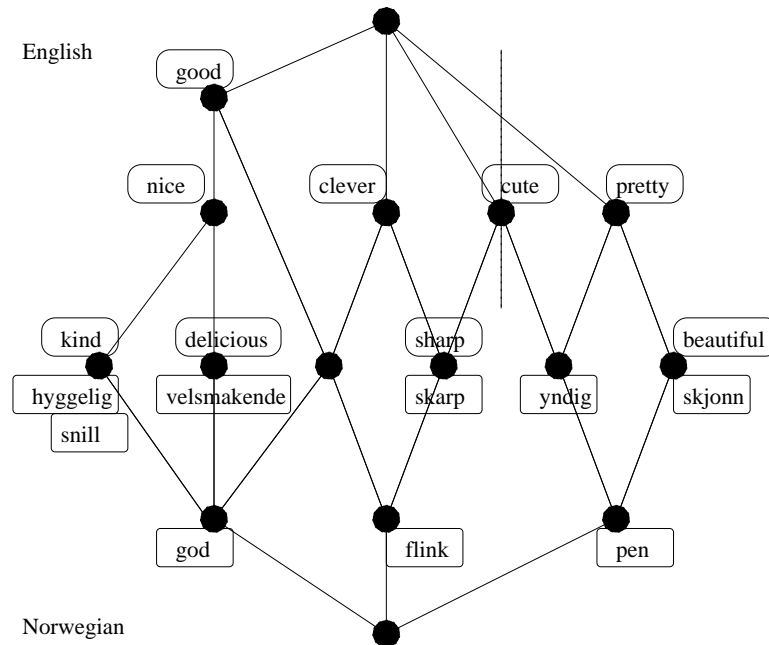 English
good
nice
clever
cute
pretty
kind
delicious
sharp
beautiful
hyggelig
velsmakende
skarp
yndig
skjonn
snill
god
flink
pen
Norwegian